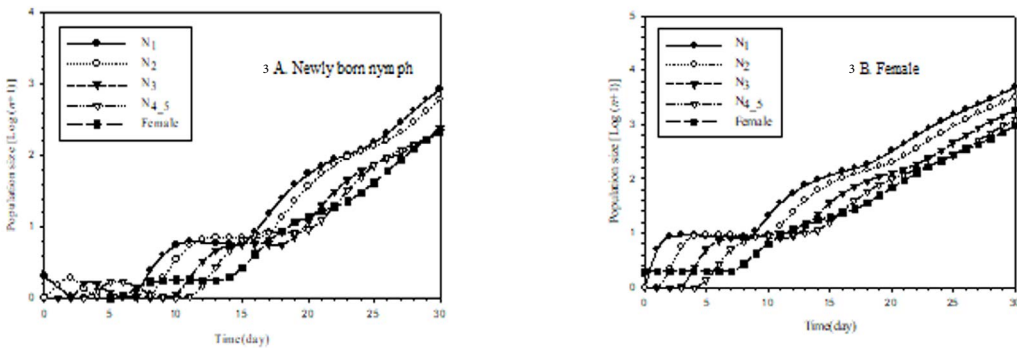 4
3
2
1
0
Population size [Log (n+1)]
N1
N2
N3
N4_5
Female
3 A. Newly born nymph
0 5 10 15 20 25 30
Time(day)
5
4
3
2
1
0
Population size [Log (n+1)]
N1
N2
N3
N4_5
Female
3 B. Female
0 5 10 15 20 25 30
Time(day)